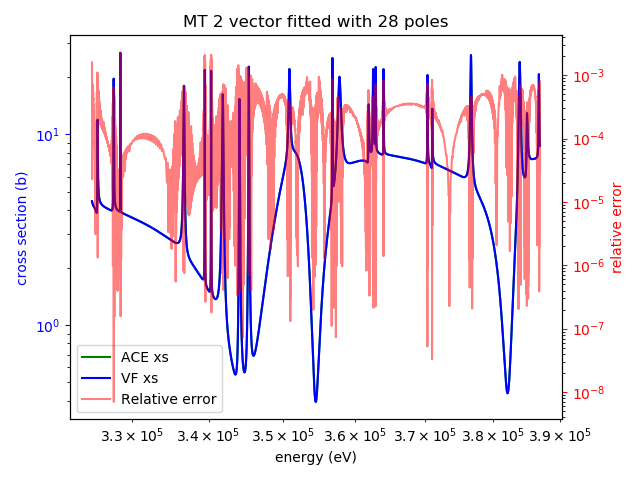 MT 2 vector fitted with 28 poles
cross section (b)
10¹
10⁰
10⁻³
10⁻⁴
10⁻⁵
10⁻⁶
10⁻⁷
10⁻⁸
relative error
ACE xs
VF xs
Relative error
3.3 × 10⁵ 3.4 × 10⁵ 3.5 × 10⁵ 3.6 × 10⁵ 3.7 × 10⁵ 3.8 × 10⁵ 3.9 × 10⁵
energy (eV)